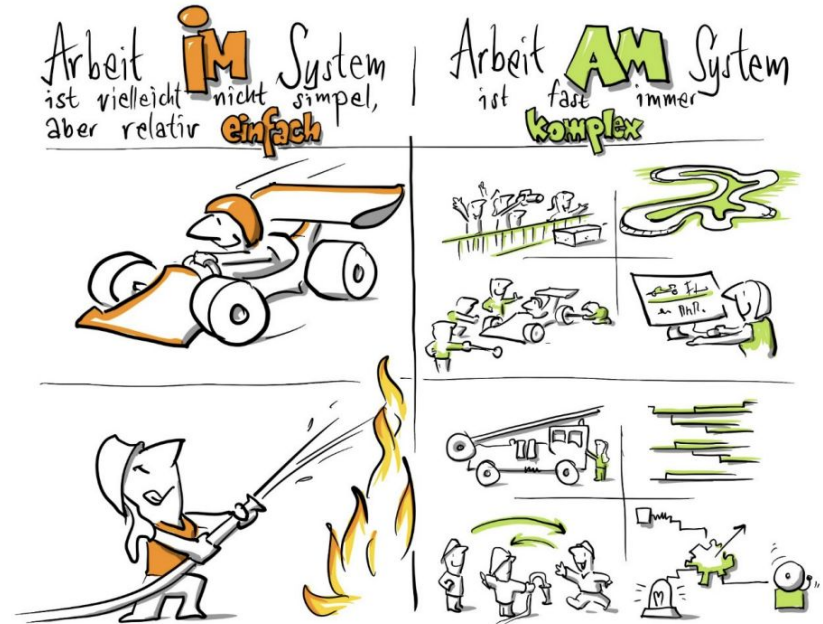 Arbeit IM System
ist vielleicht nicht simpel,
aber relativ einfach
Arbeit AM System
ist fast immer
komplex